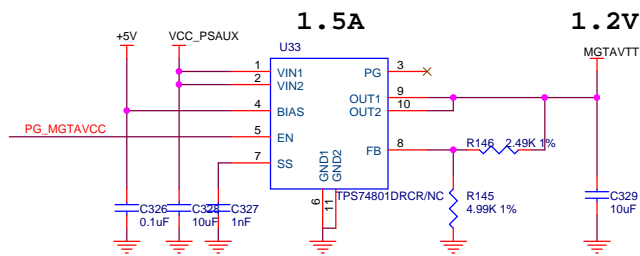 1.5A
1.2V
+5V
VCC_PSAUX
U33
MGTAVTT
1
VIN1
PG
3
2
VIN2
OUT1
9
4
BIAS
OUT2
10
PG_MGTAVCC
5
EN
7
SS
FB
8
R146
2.49K 1%
GND1
GND2
6
11
TPS74801DRCR/NC
R145
4.99K 1%
C326
0.1uF
C328
10uF
C327
1nF
C329
10uF